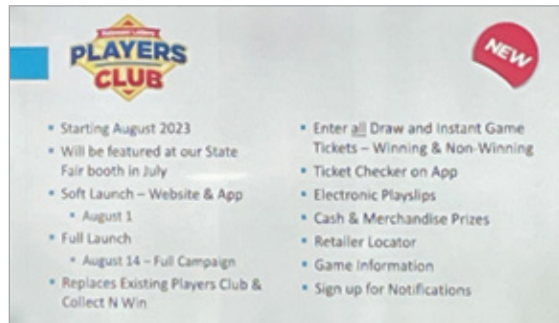 Delaware Lottery
PLAYERS
CLUB
NEW
Starting August 2023
Will be featured at our State
Fair booth in July
Soft Launch – Website & App
August 1
Full Launch
August 14 – Full Campaign
Replaces Existing Players Club &
Collect N Win
Enter all Draw and Instant Game
Tickets – Winning & Non-Winning
Ticket Checker on App
Electronic Playslips
Cash & Merchandise Prizes
Retailer Locator
Game Information
Sign up for Notifications